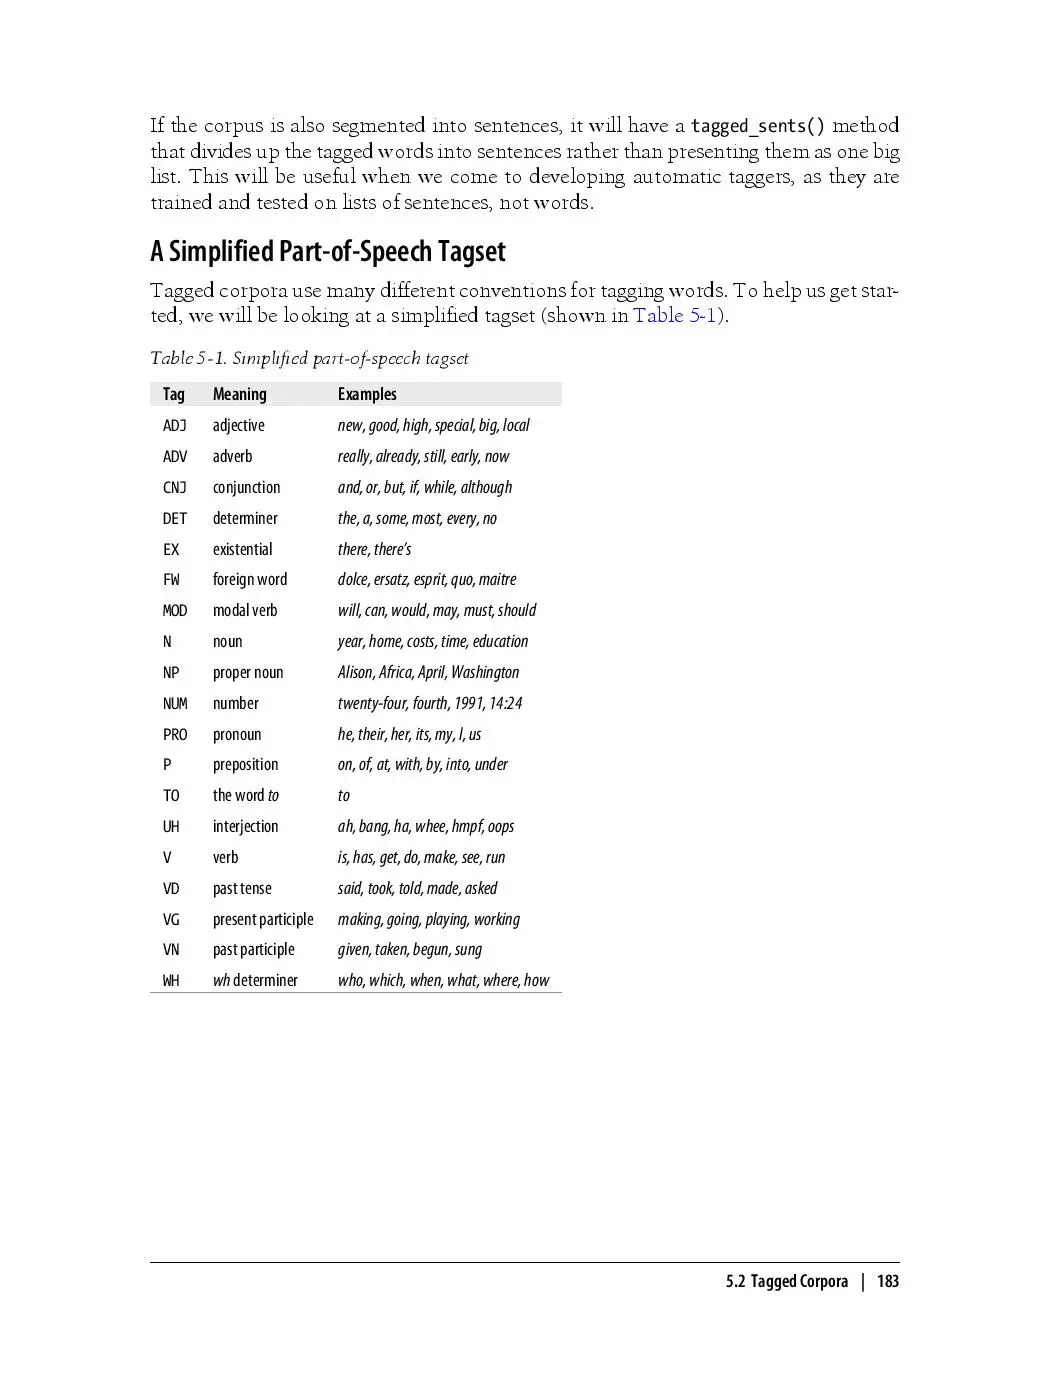 If the corpus is also segmented into sentences, it will have a tagged_sents() method
that divides up the tagged words into sentences rather than presenting them as one big
list. This will be useful when we come to developing automatic taggers, as they are
trained and tested on lists of sentences, not words.
A Simplified Part-of-Speech Tagset
Tagged corpora use many different conventions for tagging words. To help us get star-
ted, we will be looking at a simplified tagset (shown in Table 5-1).
Table 5-1. Simplified part-of-speech tagset
Tag Meaning Examples
ADJ adjective new, good, high, special, big, local
ADV adverb really, already, still, early, now
CNJ conjunction and, or, but, if, while, although
DET determiner the, a, some, most, every, no
EX existential there, there’s
FW foreign word dolce, ersatz, esprit, quo, maitre
MOD modal verb will, can, would, may, must, should
N noun year, home, costs, time, education
NP proper noun Alison, Africa, April, Washington
NUM number twenty-four, fourth, 1991, 14:24
PRO pronoun he, their, her, its, my, I, us
P preposition on, of, at, with, by, into, under
TO the word to to
UH interjection ah, bang, ha, whee, hmpf, oops
V verb is, has, get, do, make, see, run
VD past tense said, took, told, made, asked
VG present participle making, going, playing, working
VN past participle given, taken, begun, sung
WH wh determiner who, which, when, what, where, how
5.2 Tagged Corpora | 183